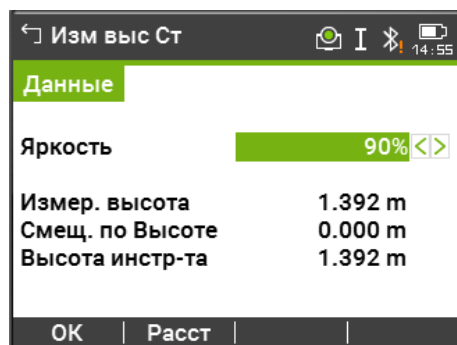 Изм выс Ст I 14:55
Данные
Яркость 90%
Измер. высота 1.392 m
Смещ. по Высоте 0.000 m
Высота инстр-та 1.392 m
ОК Расст